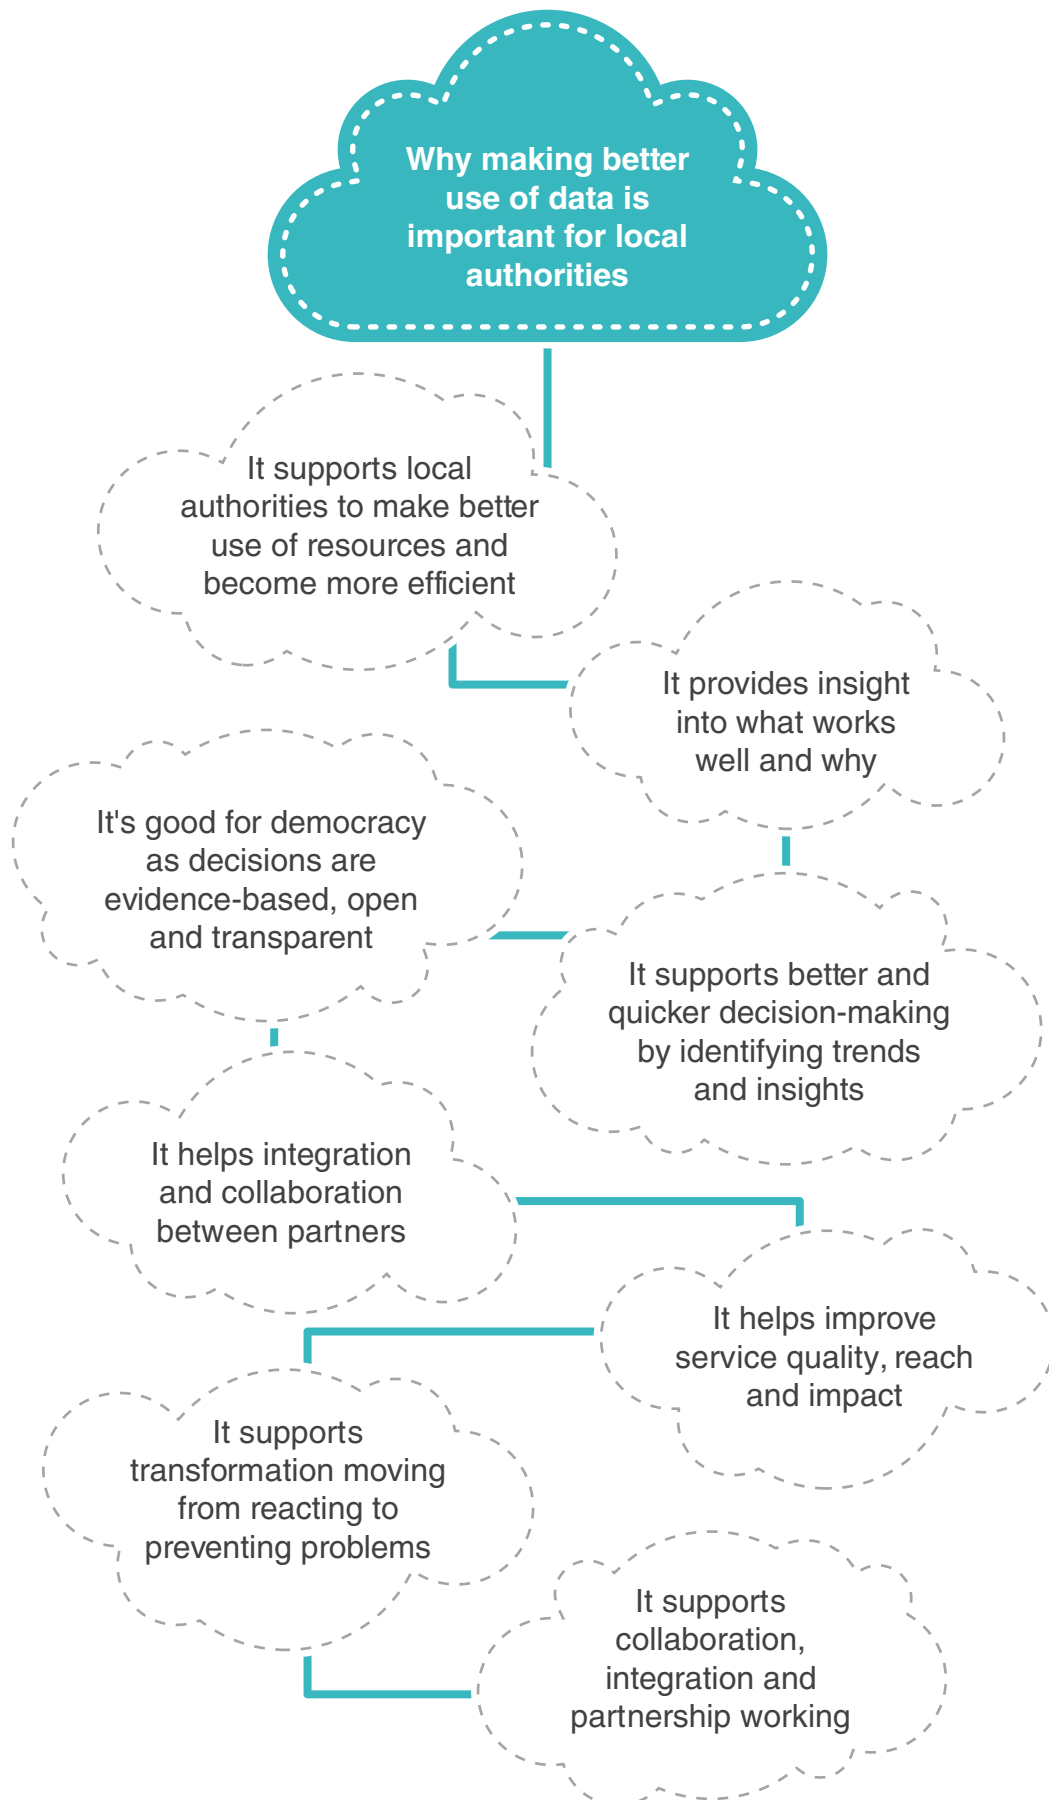 Why making better
use of data is
important for local
authorities
It supports local
authorities to make better
use of resources and
become more efficient
It provides insight
into what works
well and why
It's good for democracy
as decisions are
evidence-based, open
and transparent
It supports better and
quicker decision-making
by identifying trends
and insights
It helps integration
and collaboration
between partners
It helps improve
service quality, reach
and impact
It supports
transformation moving
from reacting to
preventing problems
It supports
collaboration,
integration and
partnership working